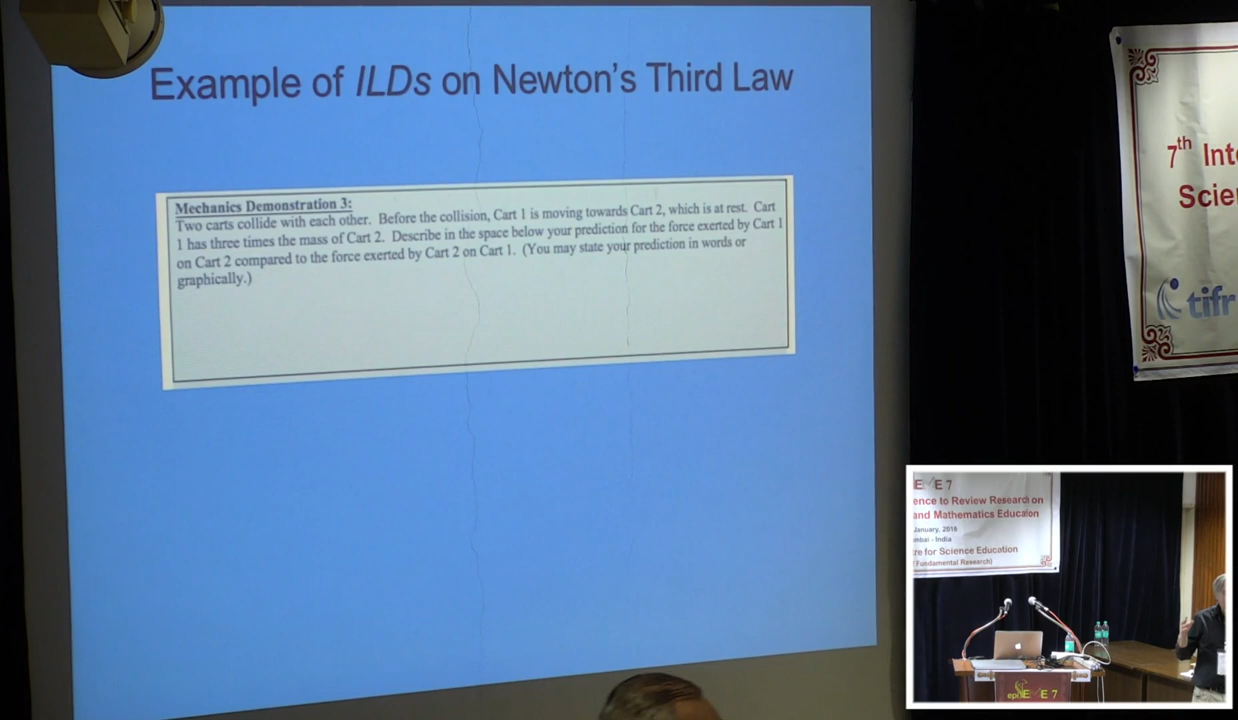 Example of ILDs on Newton's Third Law
Mechanics Demonstration 3:
Two carts collide with each other. Before the collision, Cart 1 is moving towards Cart 2, which is at rest. Cart
1 has three times the mass of Cart 2. Describe in the space below your prediction for the force exerted by Cart 1
on Cart 2 compared to the force exerted by Cart 2 on Cart 1. (You may state your prediction in words or
graphically.)
7th Int
Scie
tifr
E E 7
ence to Review Research on
and Mathematics Education
January, 2018
mbai - India
re for Science Education
Fundamental Research)
epiSTEME 7